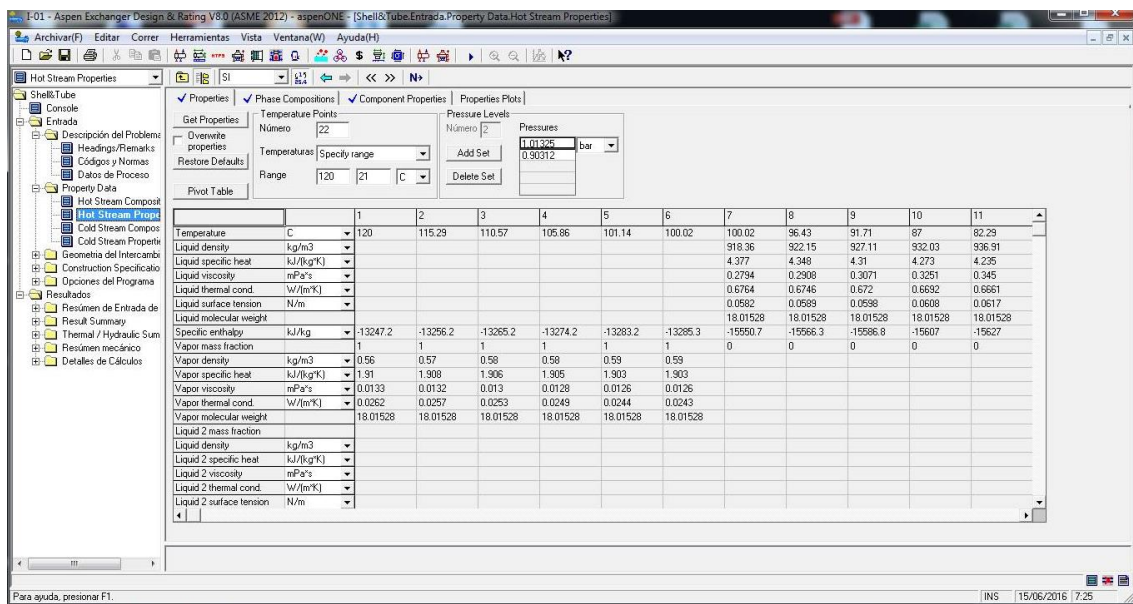 I-01 - Aspen Exchanger Design & Rating V8.0 (ASME 2012) - aspenONE - [Shell&Tube.Entrada.Property Data.Hot Stream Properties]
Archivar(F) Editar Correr Herramientas Vista Ventana(W) Ayuda(H)
Hot Stream Properties SI
Shell&Tube
Console
Entrada
Descripción del Problema
Headings/Remarks
Códigos y Normas
Datos de Proceso
Property Data
Hot Stream Composit
Hot Stream Prope
Cold Stream Compos
Cold Stream Properti
Geometria del Intercambi
Construction Specificatio
Opciones del Programa
Resultados
Resúmen de Entrada de
Result Summary
Thermal / Hydraulic Sum
Resúmen mecánico
Detalles de Cálculos
Properties Phase Compositions Component Properties Properties Plots
Get Properties
Overwrite properties
Restore Defaults
Pivot Table
Temperature Points
Número 22
Temperaturas Specify range
Range 120 21 C
Pressure Levels
Número 2 Pressures
Add Set
Delete Set
1.01325 bar
0.90312
1 2 3 4 5 6 7 8 9 10 11
Temperature C 120 115.29 110.57 105.86 101.14 100.02 100.02 96.43 91.71 87 82.29
Liquid density kg/m3 918.36 922.15 927.11 932.03 936.91
Liquid specific heat kJ/(kg*K) 4.377 4.348 4.31 4.273 4.235
Liquid viscosity mPa*s 0.2794 0.2908 0.3071 0.3251 0.345
Liquid thermal cond. W/(m*K) 0.6764 0.6746 0.672 0.6692 0.6661
Liquid surface tension N/m 0.0582 0.0589 0.0598 0.0608 0.0617
Liquid molecular weight 18.01528 18.01528 18.01528 18.01528 18.01528
Specific enthalpy kJ/kg -13247.2 -13256.2 -13265.2 -13274.2 -13283.2 -13285.3 -15550.7 -15566.3 -15586.8 -15607 -15627
Vapor mass fraction 1 1 1 1 1 1 0 0 0 0 0
Vapor density kg/m3 0.56 0.57 0.58 0.58 0.59 0.59
Vapor specific heat kJ/(kg*K) 1.91 1.908 1.906 1.905 1.903 1.903
Vapor viscosity mPa*s 0.0133 0.0132 0.013 0.0128 0.0126 0.0126
Vapor thermal cond. W/(m*K) 0.0262 0.0257 0.0253 0.0249 0.0244 0.0243
Vapor molecular weight 18.01528 18.01528 18.01528 18.01528 18.01528 18.01528
Liquid 2 mass fraction
Liquid density kg/m3
Liquid 2 specific heat kJ/(kg*K)
Liquid 2 viscosity mPa*s
Liquid 2 thermal cond. W/(m*K)
Liquid 2 surface tension N/m
Para ayuda, presionar F1. INS 15/06/2016 7:25